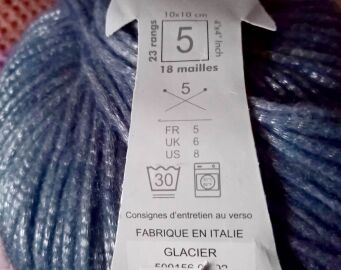 10x10 cm
23 rangs
5
4"x4" Inch
18 mailles
5
FR 5
UK 6
US 8
30
Consignes d'entretien au verso
FABRIQUE EN ITALIE
GLACIER